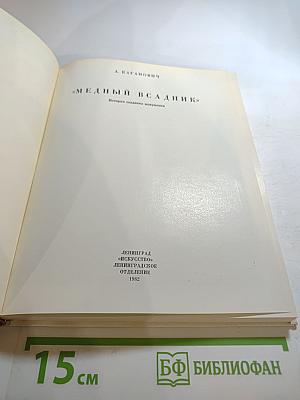 А. КАГАНОВИЧ
«МЕДНЫЙ ВСАДНИК»
История создания монумента
ЛЕНИНГРАД
«ИСКУССТВО»
ЛЕНИНГРАДСКОЕ
ОТДЕЛЕНИЕ
1982
15 см
БФ БИБЛИОФАН